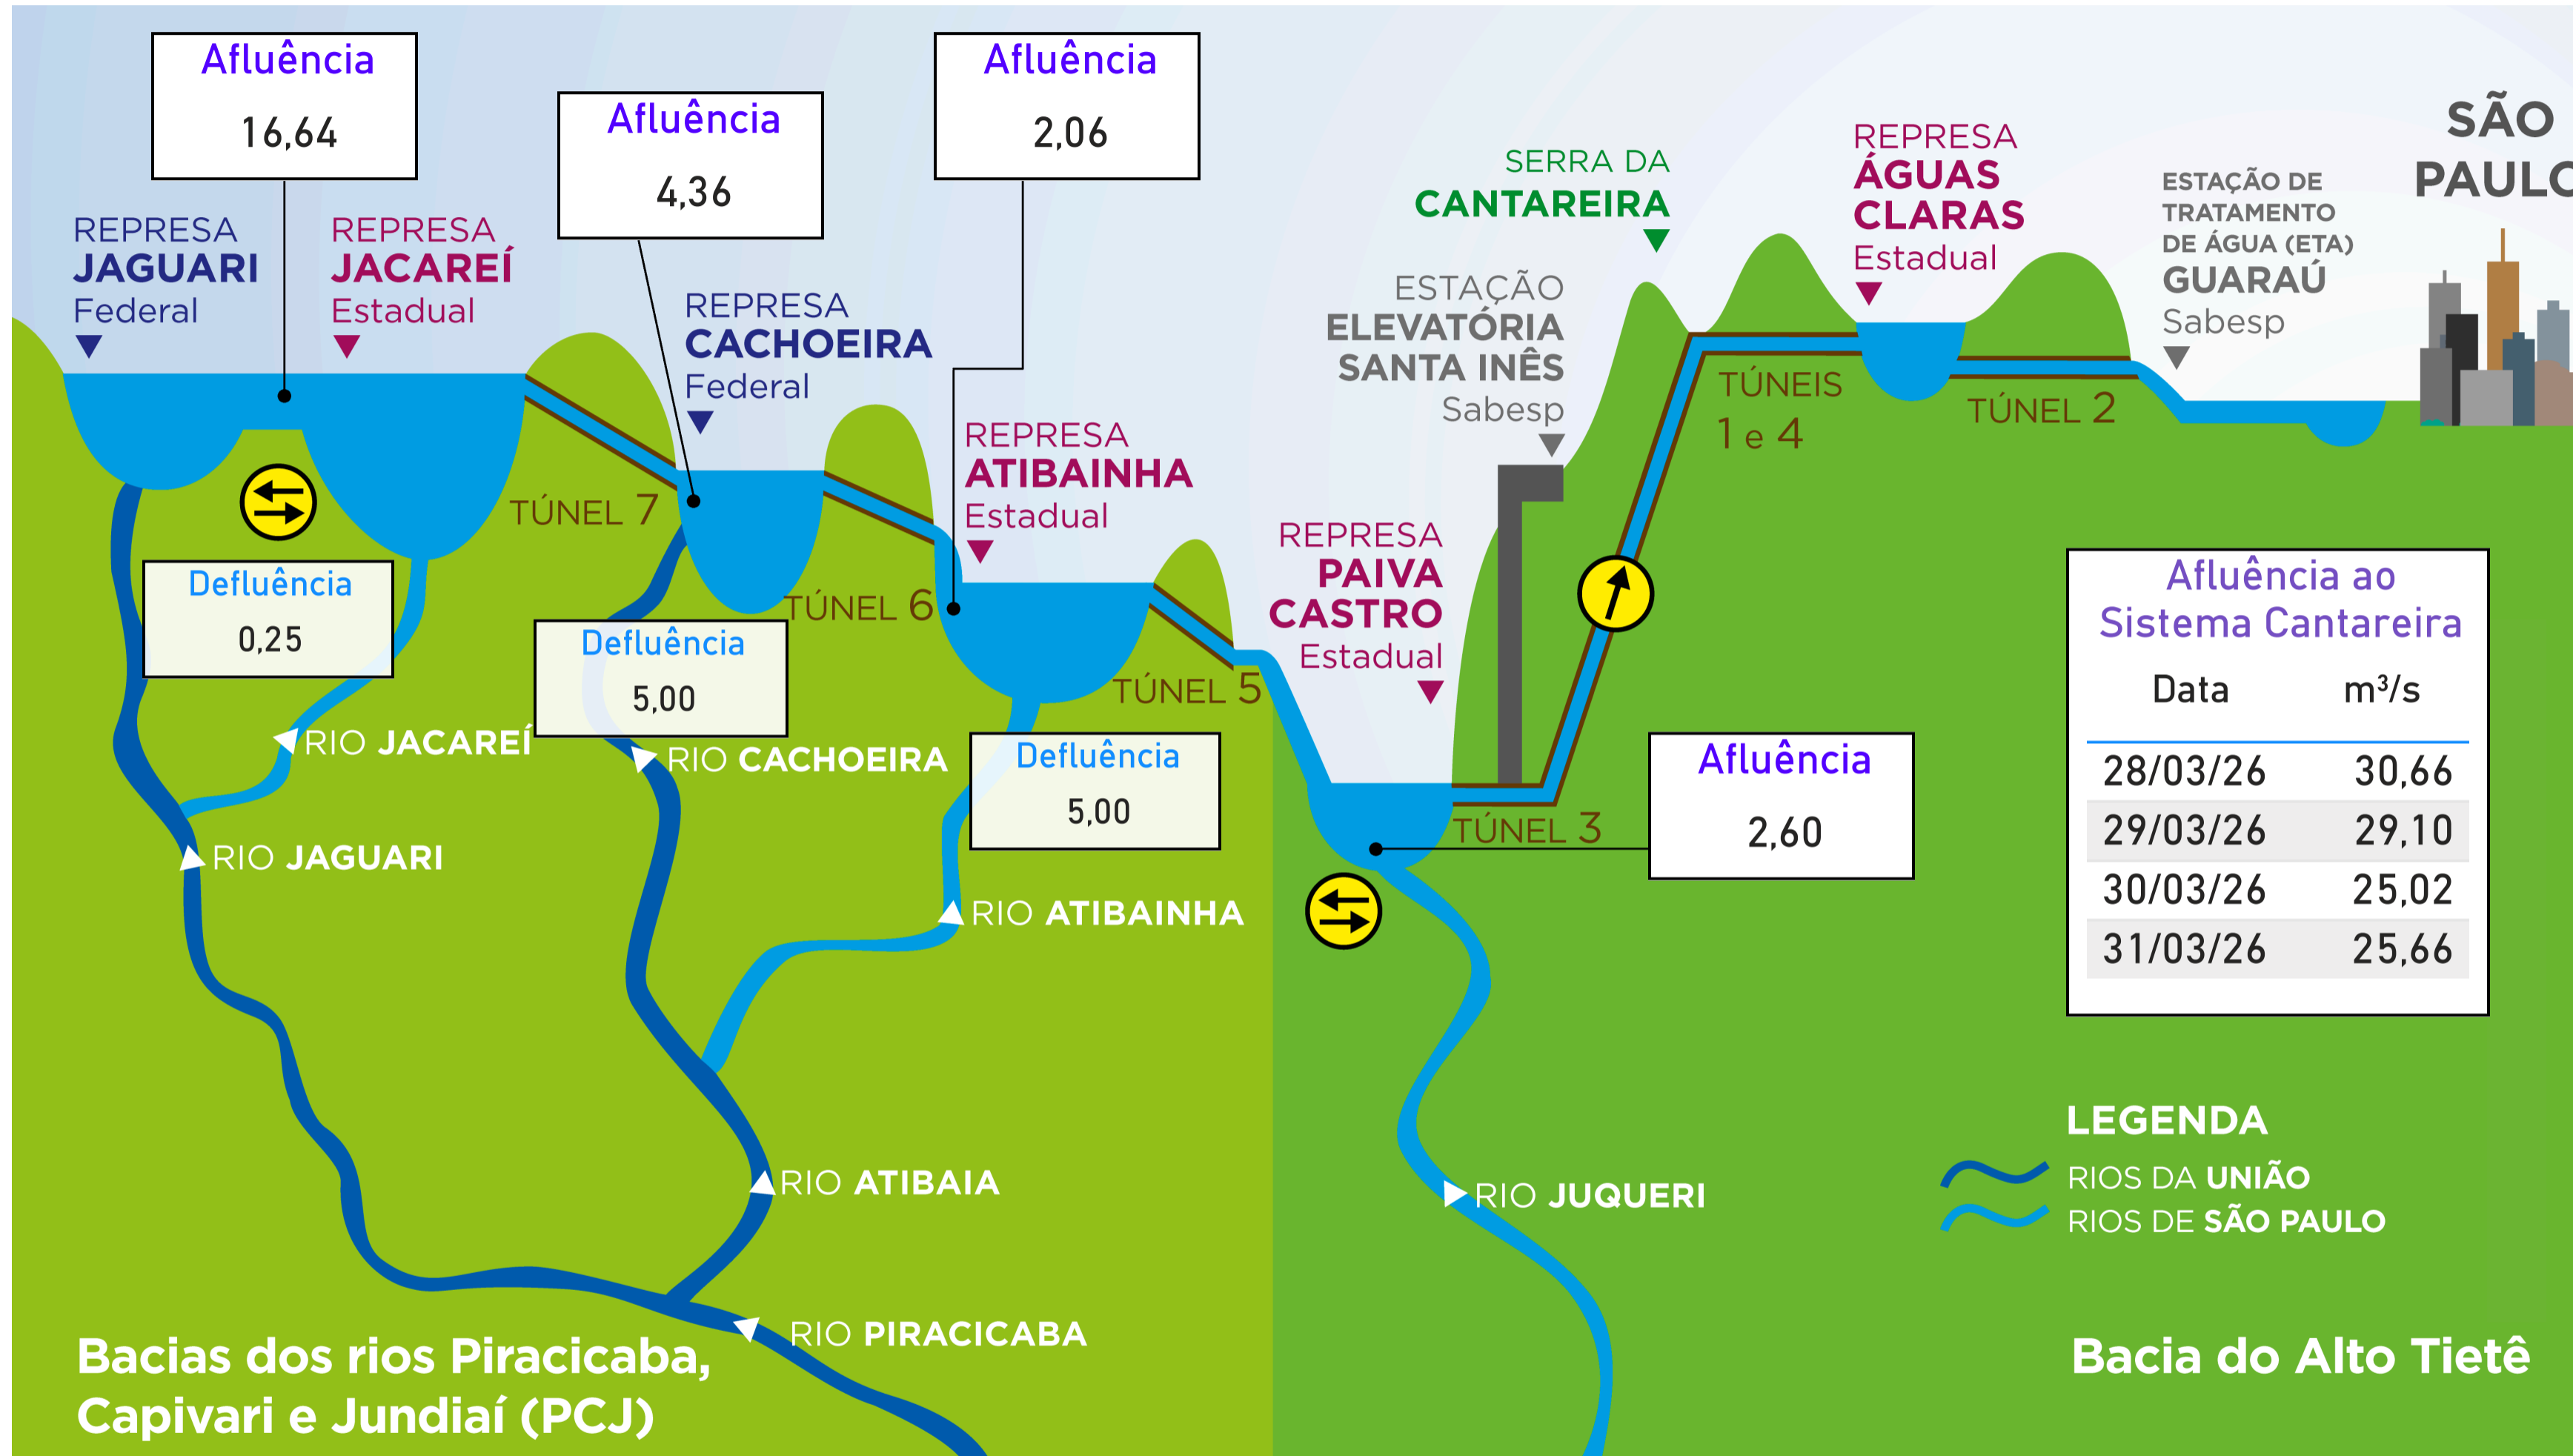 Afluência
16,64
Afluência
4,36
Afluência
2,06
REPRESA
JAGUARI
Federal
REPRESA
JACAREÍ
Estadual
REPRESA
CACHOEIRA
Federal
REPRESA
ATIBAINHA
Estadual
SERRA DA
CANTAREIRA
ESTAÇÃO
ELEVATÓRIA
SANTA INÊS
Sabesp
REPRESA
ÁGUAS
CLARAS
Estadual
ESTAÇÃO DE
TRATAMENTO
DE ÁGUA (ETA)
GUARAÚ
Sabesp
SÃO
PAULO
TÚNEL 7
TÚNEL 6
TÚNEL 5
REPRESA
PAIVA
CASTRO
Estadual
TÚNEIS
1 e 4
TÚNEL 2
TÚNEL 3
Defluência
0,25
Defluência
5,00
Defluência
5,00
Afluência
2,60
Afluência ao
Sistema Cantareira
Data m³/s
28/03/26 30,66
29/03/26 29,10
30/03/26 25,02
31/03/26 25,66
RIO JACAREÍ
RIO CACHOEIRA
RIO JAGUARI
RIO ATIBAINHA
RIO ATIBAIA
RIO JUQUERI
RIO PIRACICABA
LEGENDA
RIOS DA UNIÃO
RIOS DE SÃO PAULO
Bacias dos rios Piracicaba,
Capivari e Jundiaí (PCJ)
Bacia do Alto Tietê